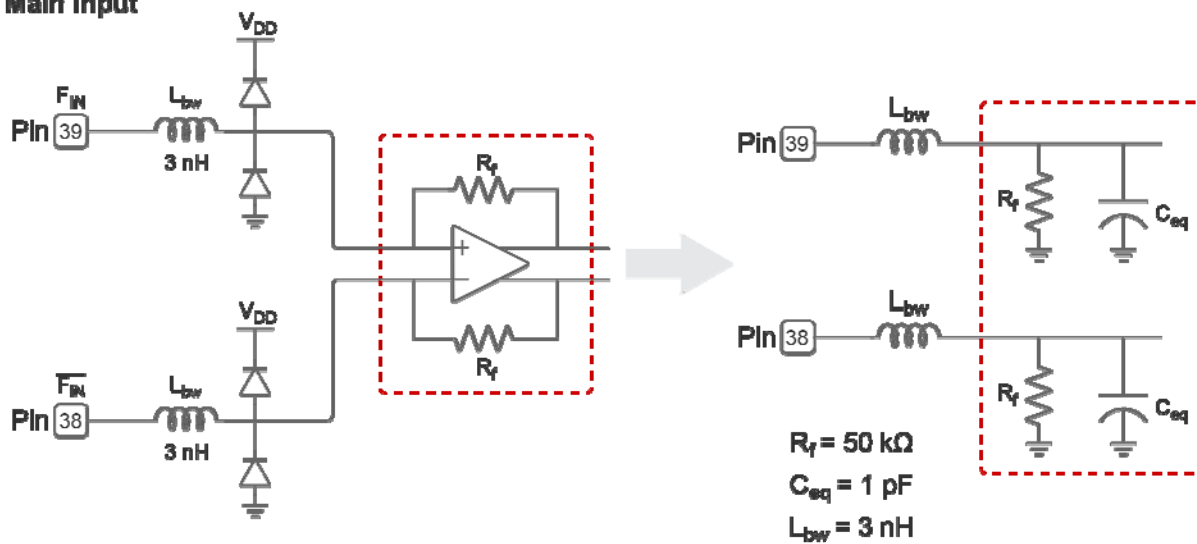 Main Input
V_DD
F_IN
L_bw
Pin 39
3 nH
R_f
+
−
V_DD
R_f
F̅_I̅N̅
L_bw
Pin 38
3 nH
L_bw
Pin 39
R_f
C_eq
L_bw
Pin 38
R_f
C_eq
R_f = 50 kΩ
C_eq = 1 pF
L_bw = 3 nH